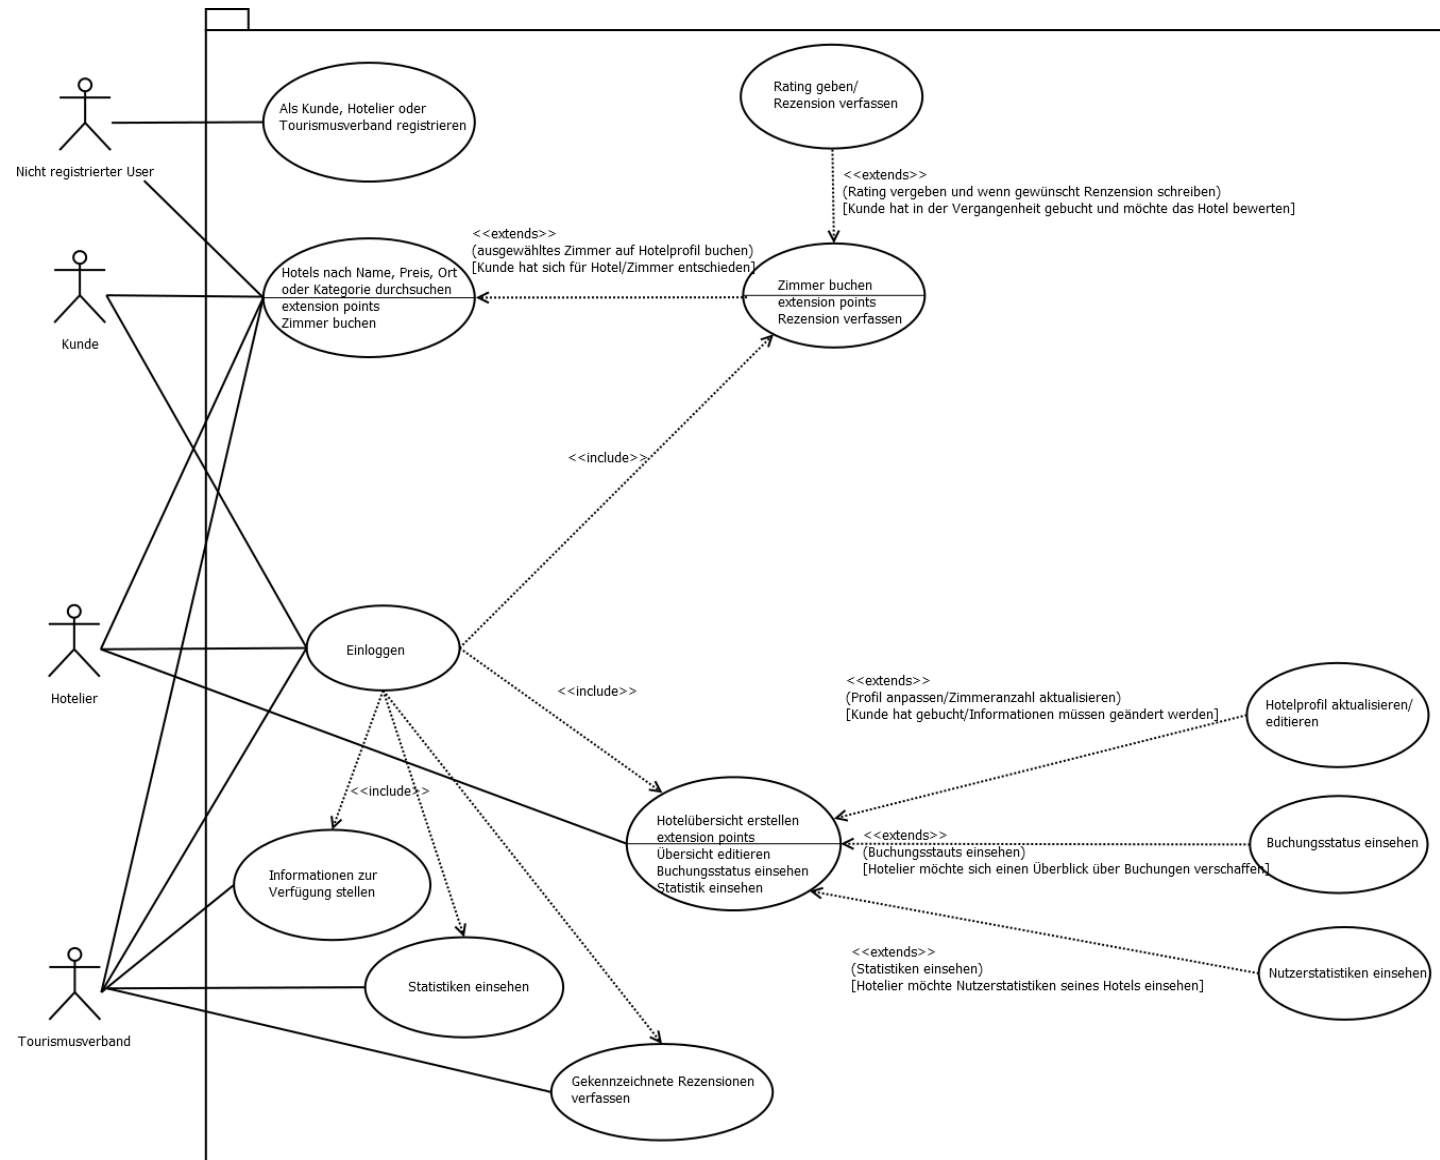 Als Kunde, Hotelier oder
Tourismusverband registrieren
Rating geben/
Rezension verfassen
Nicht registrierter User
<<extends>>
(Rating vergeben und wenn gewünscht Renzension schreiben)
[Kunde hat in der Vergangenheit gebucht und möchte das Hotel bewerten]
<<extends>>
(ausgewähltes Zimmer auf Hotelprofil buchen)
[Kunde hat sich für Hotel/Zimmer entschieden]
Hotels nach Name, Preis, Ort
oder Kategorie durchsuchen
extension points
Zimmer buchen
Zimmer buchen
extension points
Rezension verfassen
Kunde
<<include>>
Einloggen
Hotelier
<<include>>
<<extends>>
(Profil anpassen/Zimmeranzahl aktualisieren)
[Kunde hat gebucht/Informationen müssen geändert werden]
Hotelprofil aktualisieren/
editieren
<<include>>
Hotelübersicht erstellen
extension points
Übersicht editieren
Buchungsstatus einsehen
Statistik einsehen
<<extends>>
(Buchungsstauts einsehen)
[Hotelier möchte sich einen Überblick über Buchungen verschaffen]
Buchungsstatus einsehen
Informationen zur
Verfügung stellen
<<extends>>
(Statistiken einsehen)
[Hotelier möchte Nutzerstatistiken seines Hotels einsehen]
Nutzerstatistiken einsehen
Statistiken einsehen
Tourismusverband
Gekennzeichnete Rezensionen
verfassen